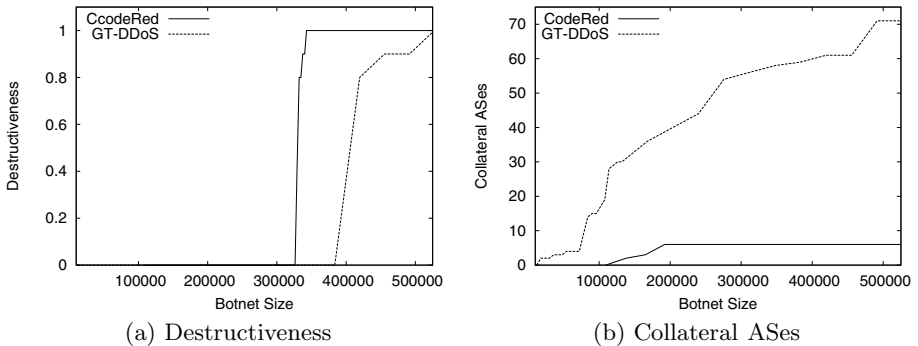 CcodeRed
GT-DDoS
1
0.8
0.6
0.4
0.2
0
Destructiveness
100000 200000 300000 400000 500000
Botnet Size
(a) Destructiveness
CcodeRed
GT-DDoS
70
60
50
40
30
20
10
0
Collateral ASes
100000 200000 300000 400000 500000
Botnet Size
(b) Collateral ASes